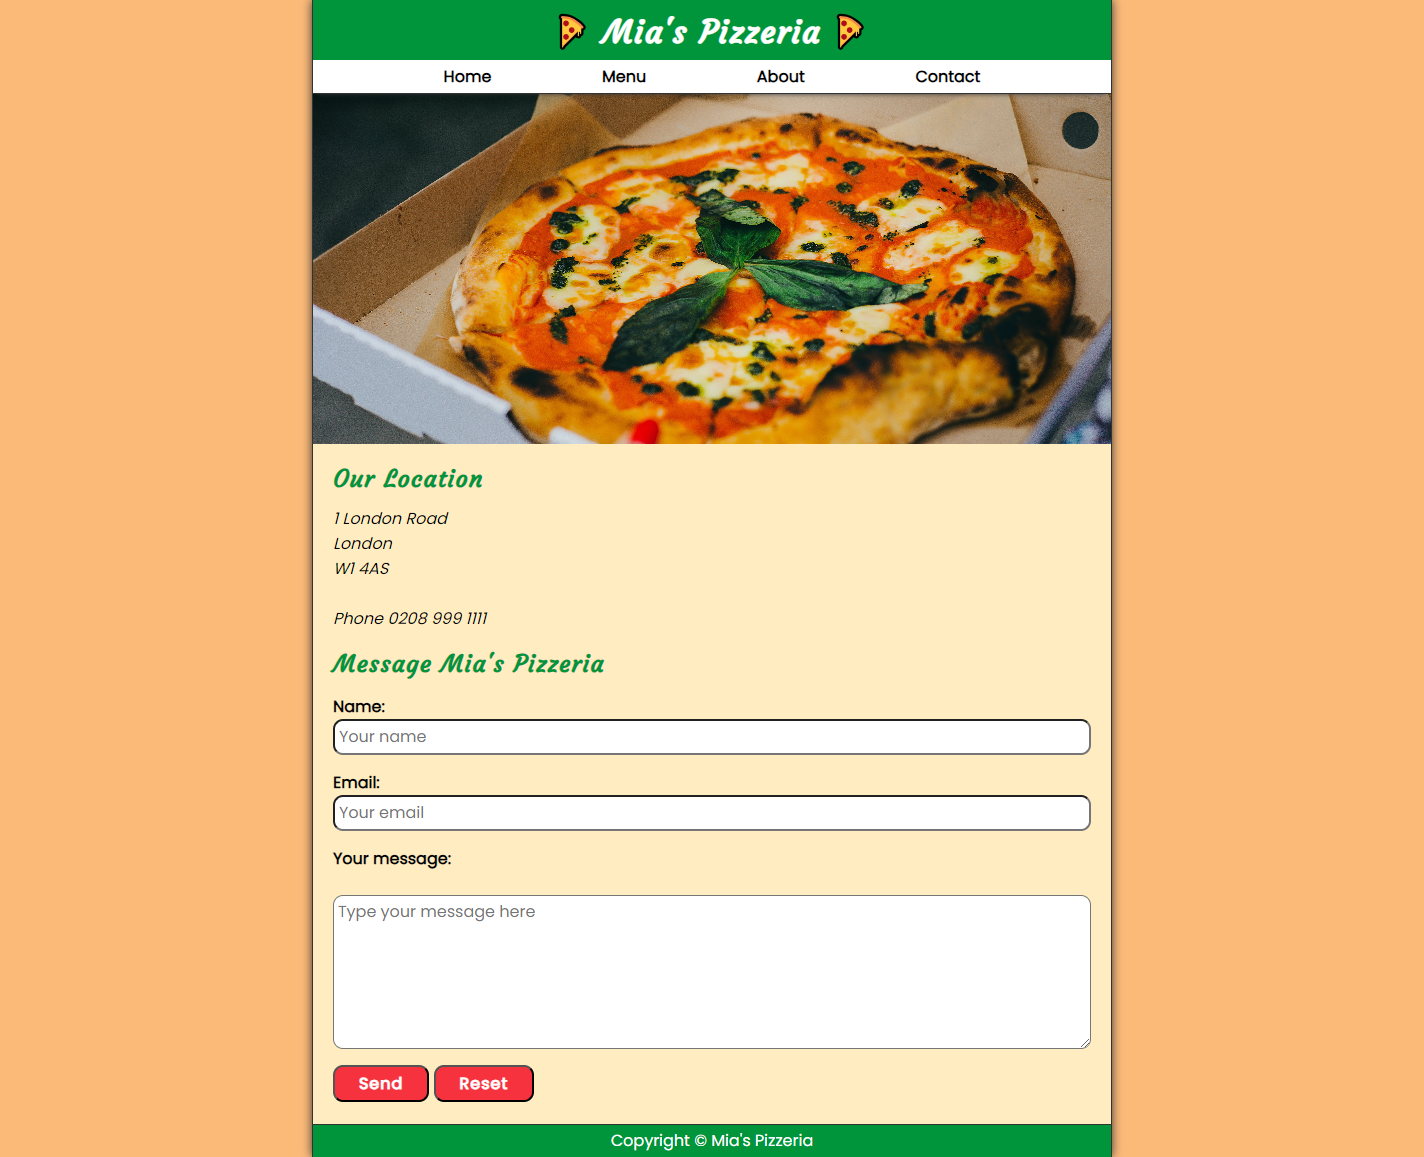 Mia's Pizzeria
Home Menu About Contact
Our Location
1 London Road
London
W1 4AS
Phone 0208 999 1111
Message Mia's Pizzeria
Name:
Your name
Email:
Your email
Your message:
Type your message here
Send Reset
Copyright © Mia's Pizzeria